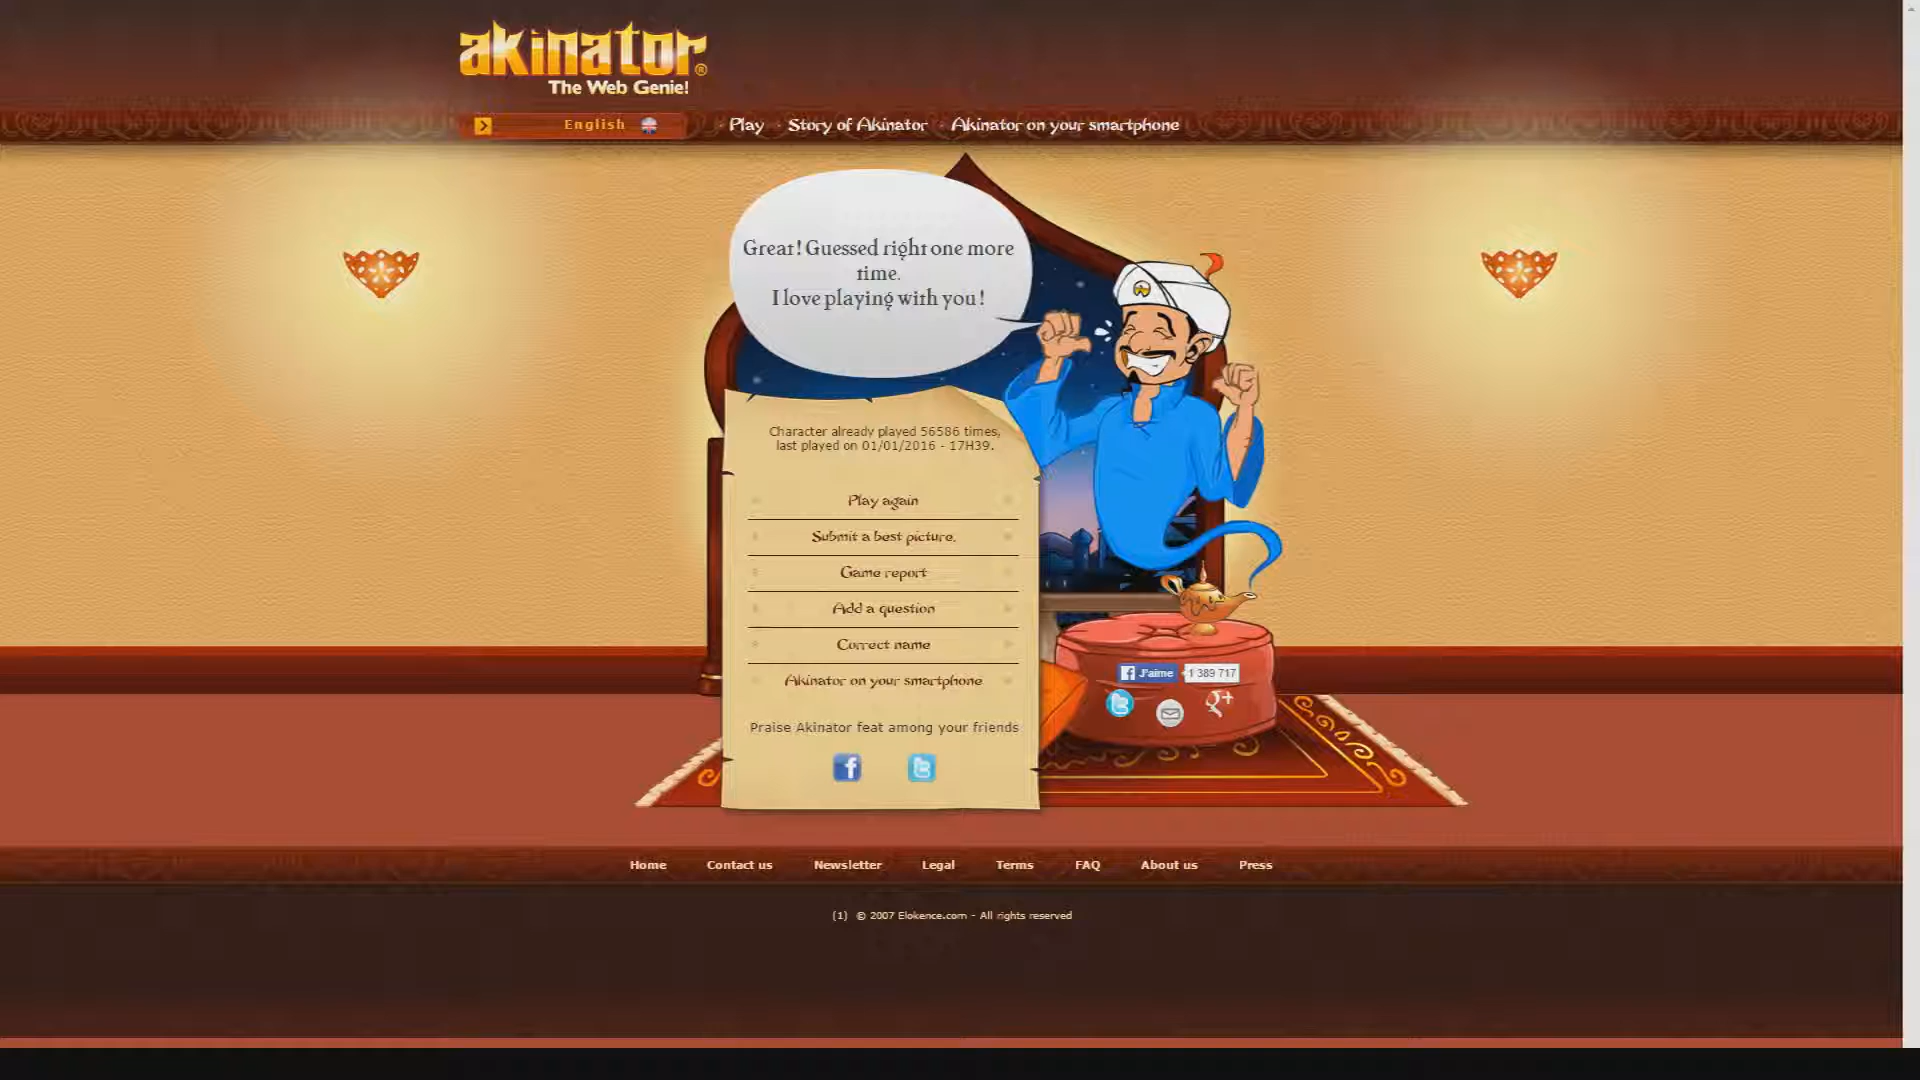 akinator®
The Web Genie!
English
Play
Story of Akinator
Akinator on your smartphone
Great! Guessed right one more
time.
I love playing with you!
Character already played 56586 times,
last played on 01/01/2016 - 17H39.
Play again
Submit a best picture.
Game report
Add a question
Correct name
Akinator on your smartphone
Praise Akinator feat among your friends
J'aime
1 389 717
Home
Contact us
Newsletter
Legal
Terms
FAQ
About us
Press
(1) © 2007 Elokence.com - All rights reserved